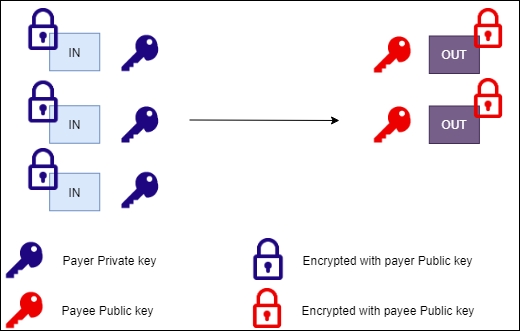 IN
OUT
IN
OUT
IN
Payer Private key
Encrypted with payer Public key
Payee Public key
Encrypted with payee Public key